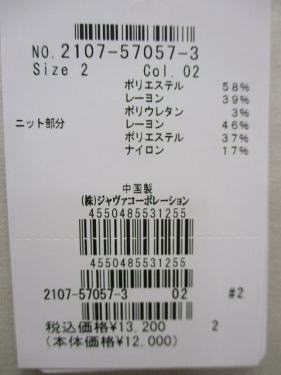 NO. 2107-57057-3
Size 2 Col. 02
ポリエステル 58%
レーヨン 39%
ポリウレタン 3%
ニット部分 レーヨン 46%
ポリエステル 37%
ナイロン 17%
中国製
(株)ジャヴァコーポレーション
4550485531255
4550485531255
2107-57057-3 02 #2
税込価格¥13,200 2
(本体価格¥12,000)